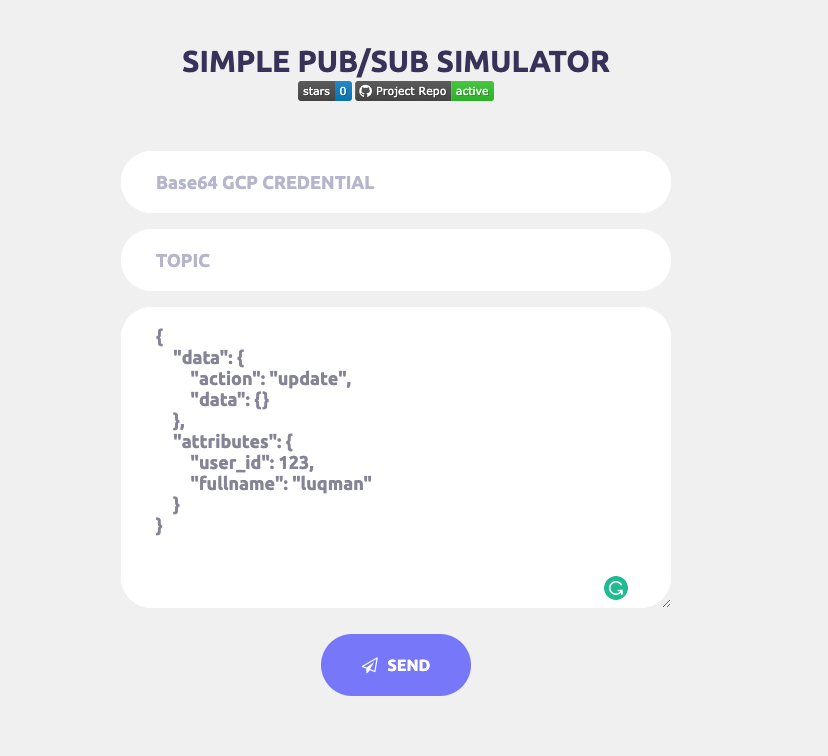 SIMPLE PUB/SUB SIMULATOR
stars 0 Project Repo active
Base64 GCP CREDENTIAL
TOPIC
{
    "data": {
        "action": "update",
        "data": {}
    },
    "attributes": {
        "user_id": 123,
        "fullname": "luqman"
    }
}
SEND